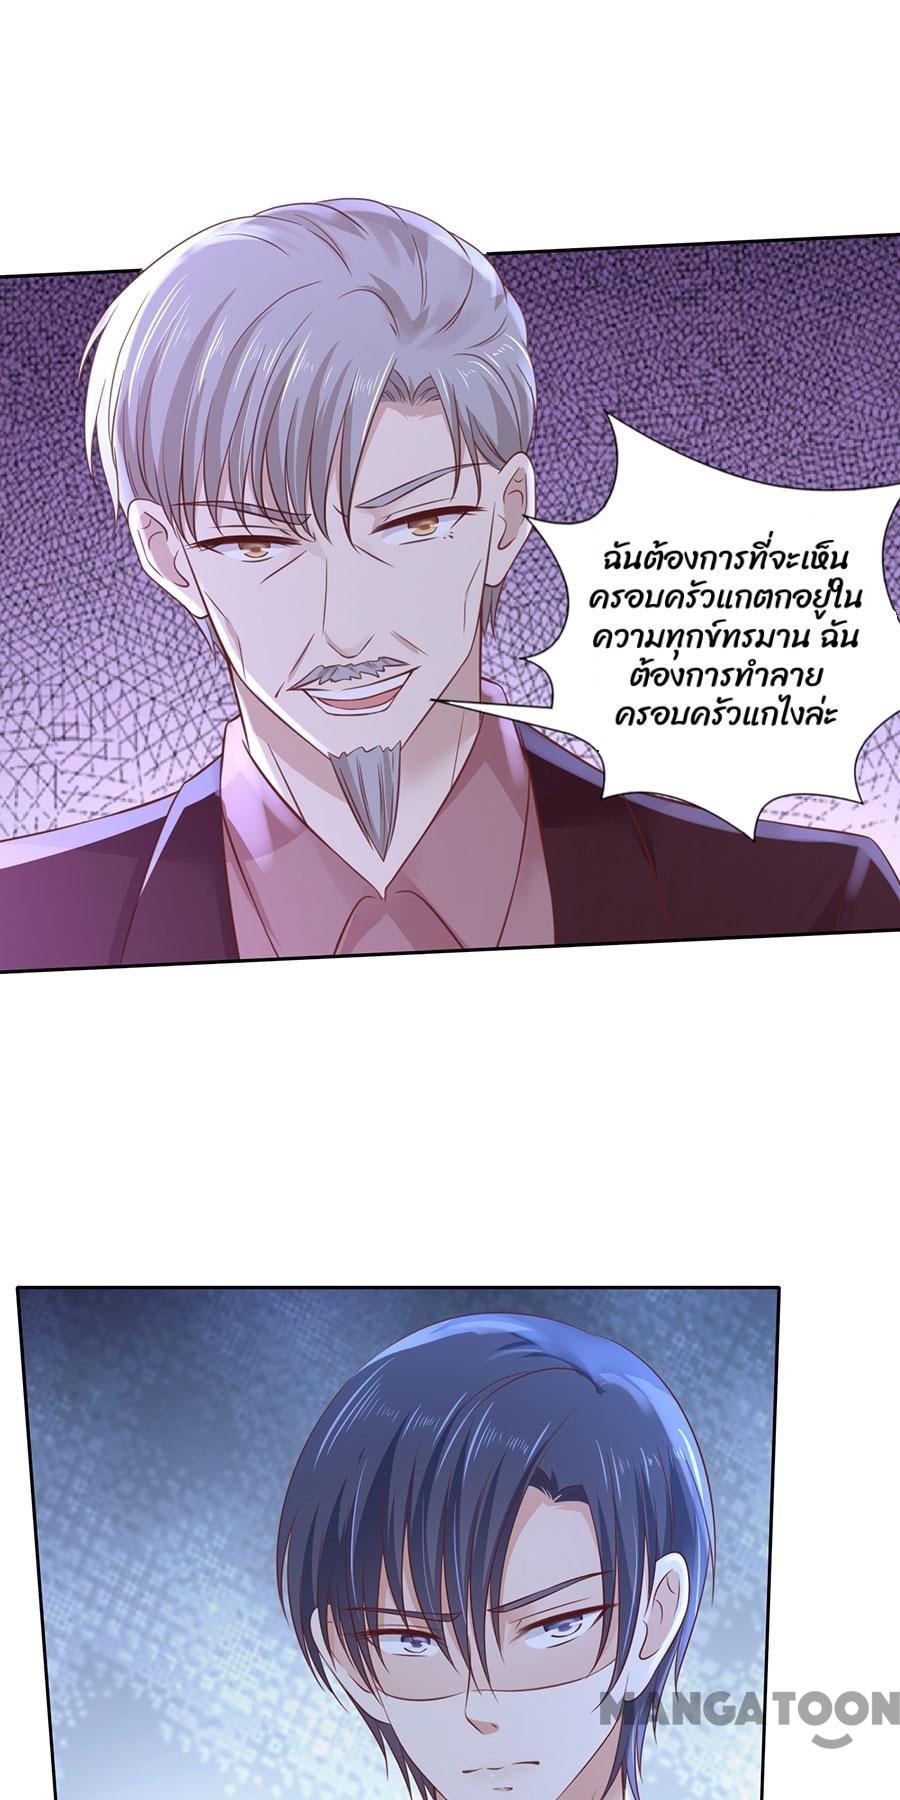 ฉันต้องการที่จะเห็น
ครอบครัวแกตกอยู่ใน
ความทุกข์ทรมาน ฉัน
ต้องการทำลาย
ครอบครัวแกไงล่ะ
MANGATOON